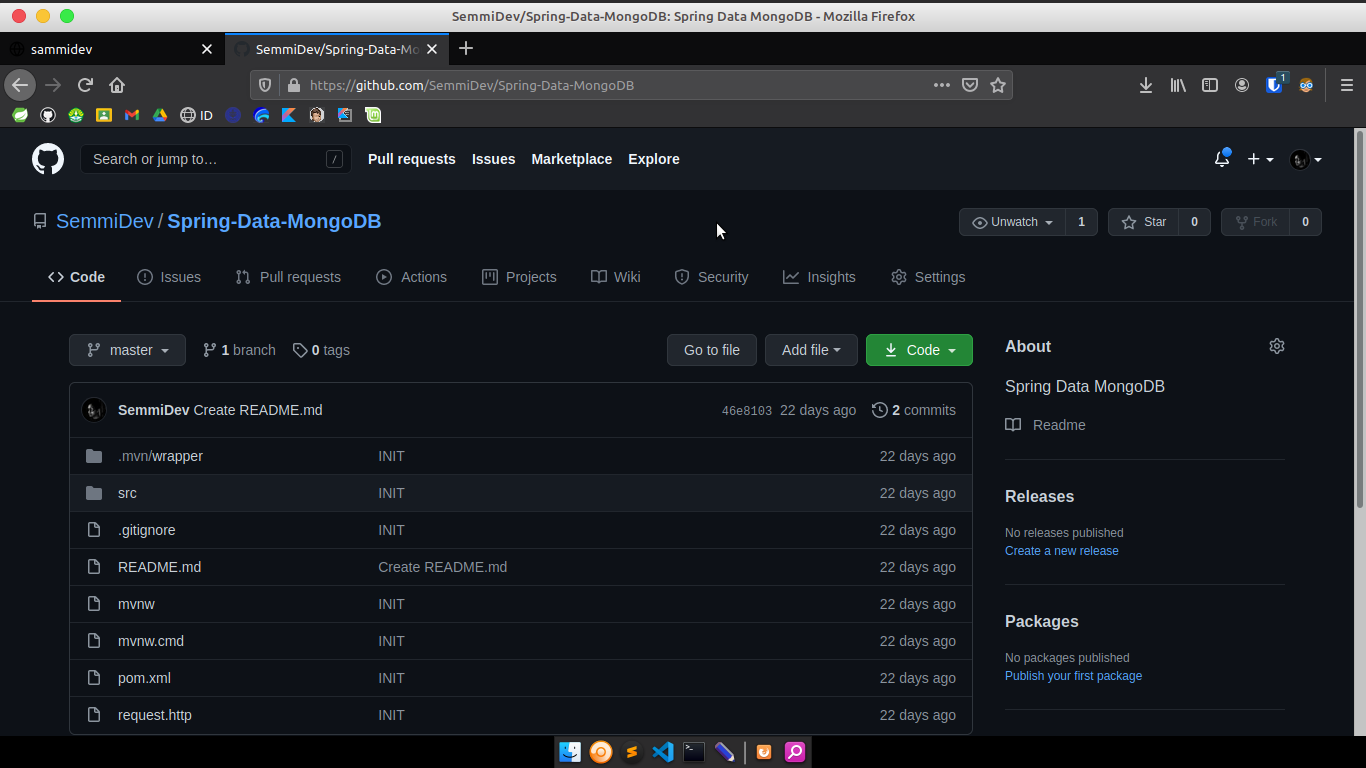 SemmiDev/Spring-Data-MongoDB: Spring Data MongoDB - Mozilla Firefox
sammidev
SemmiDev/Spring-Data-Mo
https://github.com/SemmiDev/Spring-Data-MongoDB
1
ID
Search or jump to…
/
Pull requests
Issues
Marketplace
Explore
SemmiDev / Spring-Data-MongoDB
Unwatch 1
Star 0
Fork 0
Code
Issues
Pull requests
Actions
Projects
Wiki
Security
Insights
Settings
master
1 branch
0 tags
Go to file
Add file
Code
SemmiDev Create README.md 46e8103 22 days ago 2 commits
.mvn/wrapper INIT 22 days ago
src INIT 22 days ago
.gitignore INIT 22 days ago
README.md Create README.md 22 days ago
mvnw INIT 22 days ago
mvnw.cmd INIT 22 days ago
pom.xml INIT 22 days ago
request.http INIT 22 days ago
About
Spring Data MongoDB
Readme
Releases
No releases published
Create a new release
Packages
No packages published
Publish your first package